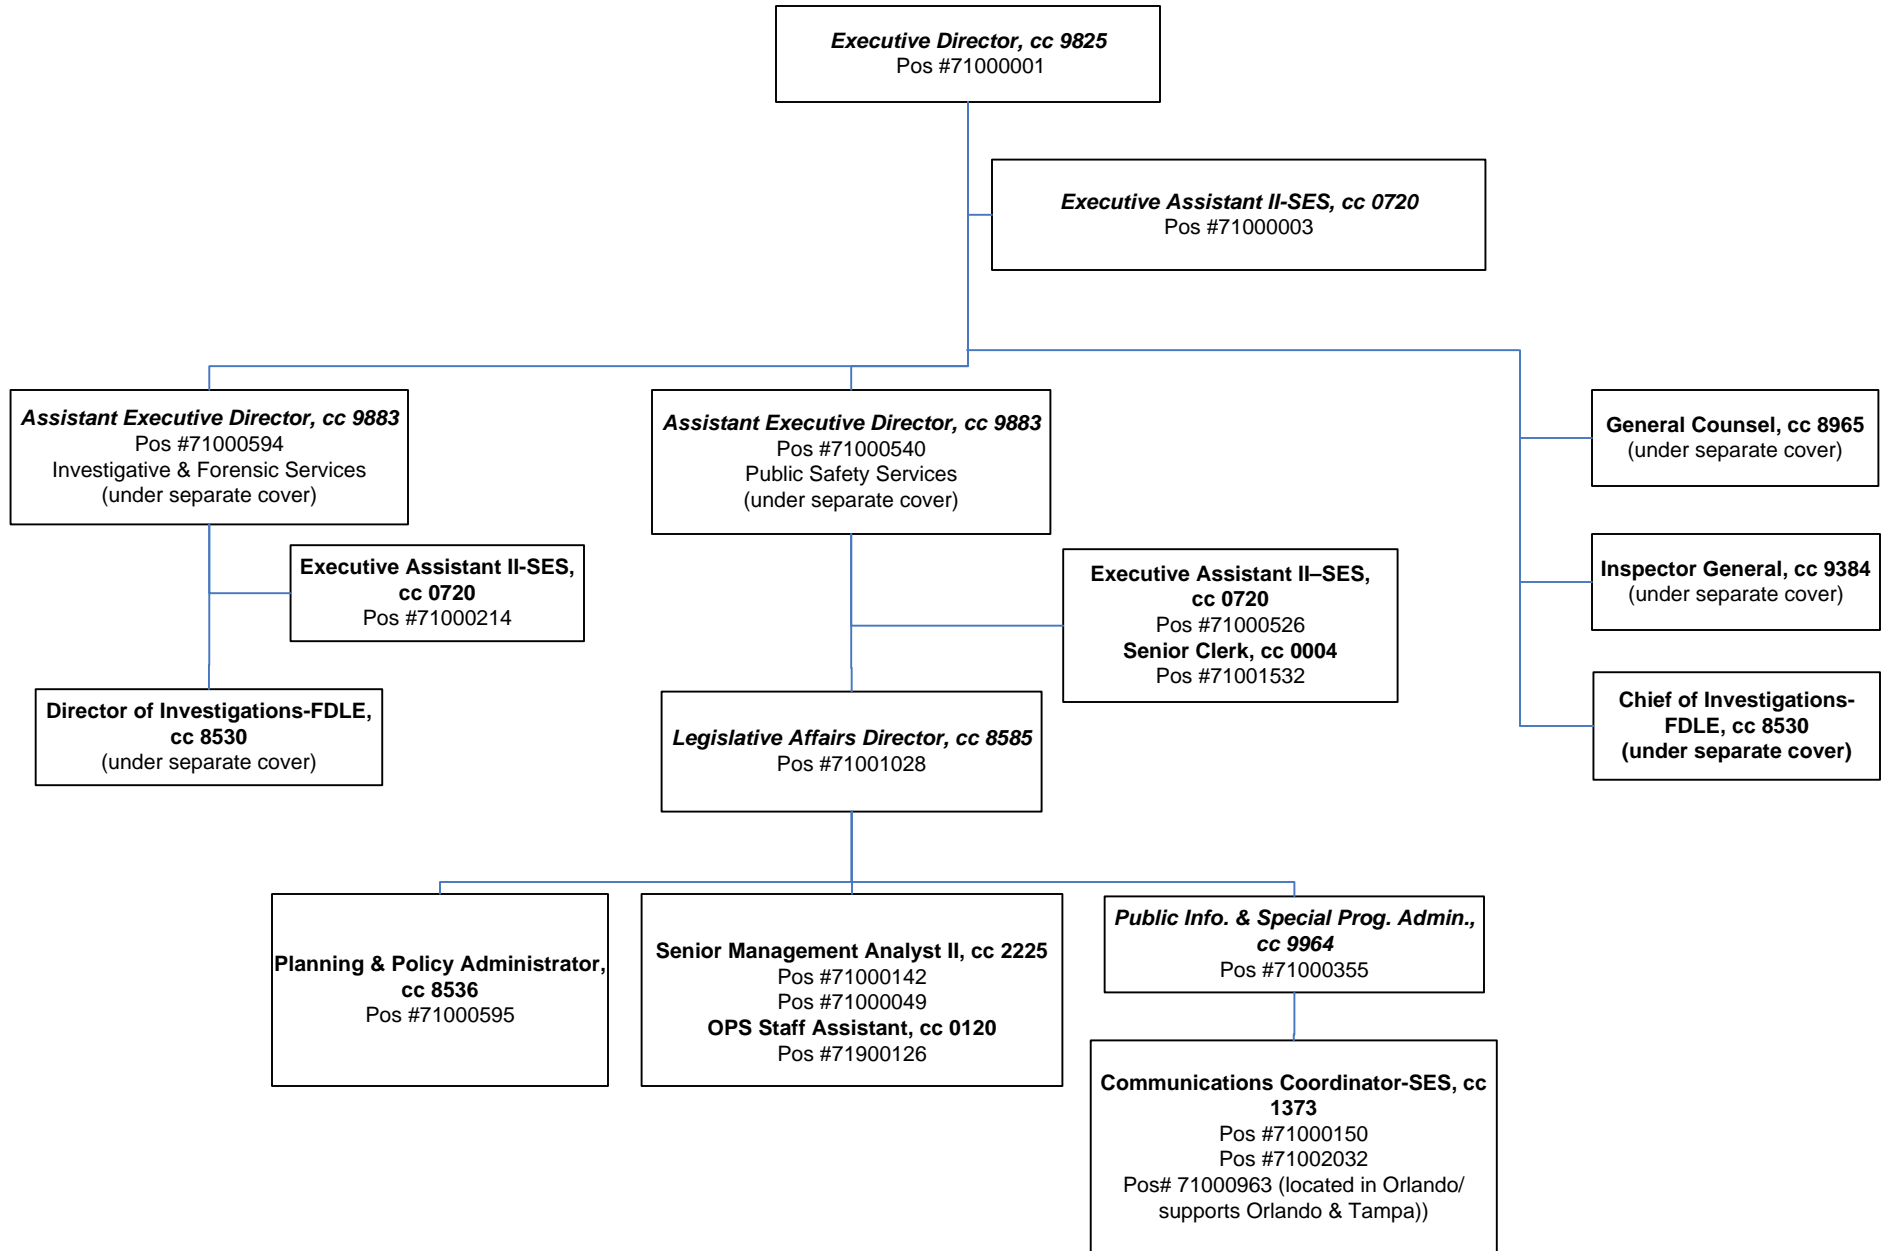 Executive Director, cc 9825
Pos #71000001
Executive Assistant II-SES, cc 0720
Pos #71000003
Assistant Executive Director, cc 9883
Pos #71000594
Investigative & Forensic Services
(under separate cover)
Assistant Executive Director, cc 9883
Pos #71000540
Public Safety Services
(under separate cover)
General Counsel, cc 8965
(under separate cover)
Executive Assistant II-SES,
cc 0720
Pos #71000214
Executive Assistant II–SES,
cc 0720
Pos #71000526
Senior Clerk, cc 0004
Pos #71001532
Inspector General, cc 9384
(under separate cover)
Director of Investigations-FDLE,
cc 8530
(under separate cover)
Legislative Affairs Director, cc 8585
Pos #71001028
Chief of Investigations-
FDLE, cc 8530
(under separate cover)
Planning & Policy Administrator,
cc 8536
Pos #71000595
Senior Management Analyst II, cc 2225
Pos #71000142
Pos #71000049
OPS Staff Assistant, cc 0120
Pos #71900126
Public Info. & Special Prog. Admin.,
cc 9964
Pos #71000355
Communications Coordinator-SES, cc
1373
Pos #71000150
Pos #71002032
Pos# 71000963 (located in Orlando/
supports Orlando & Tampa))